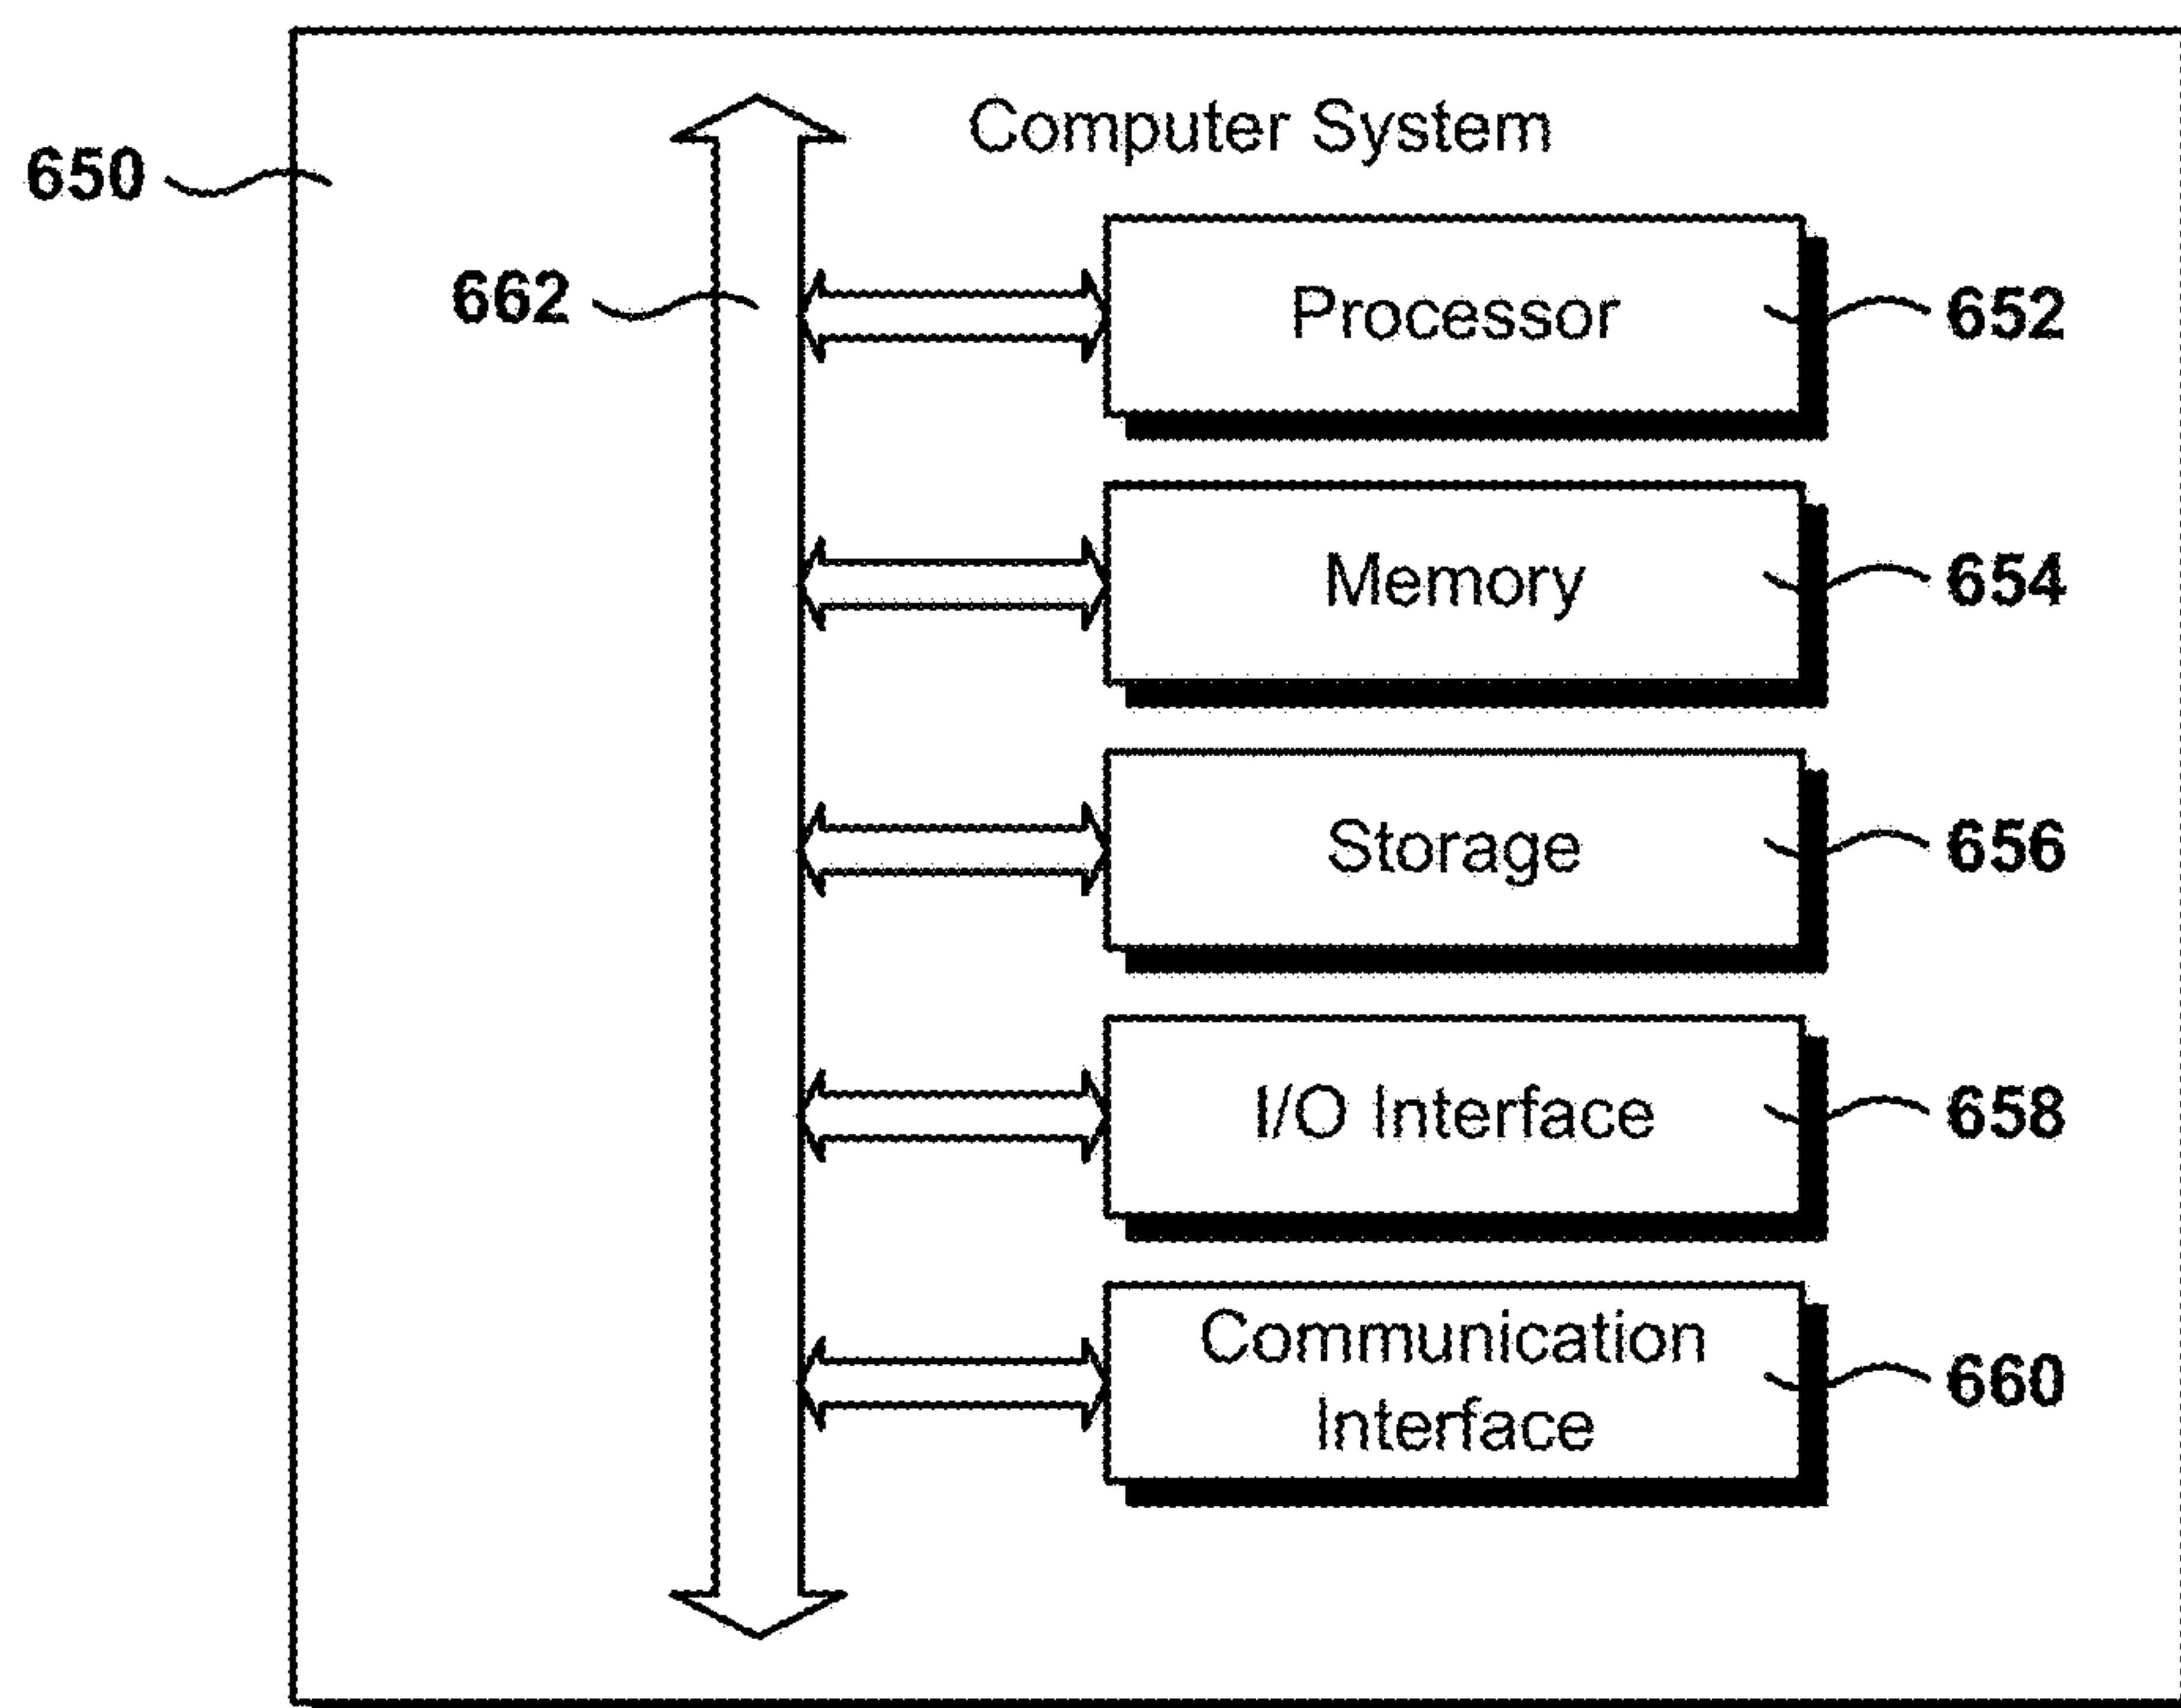 Computer System
650
662
Processor
652
Memory
654
Storage
656
I/O Interface
658
Communication
Interface
660